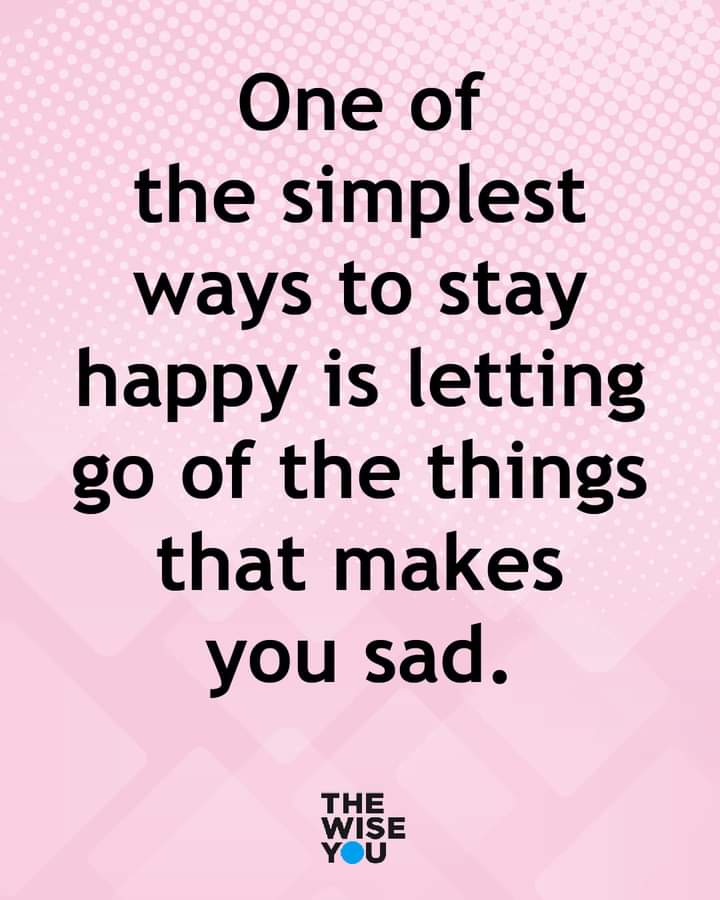 One of
the simplest
ways to stay
happy is letting
go of the things
that makes
you sad.
THE
WISE
YOU